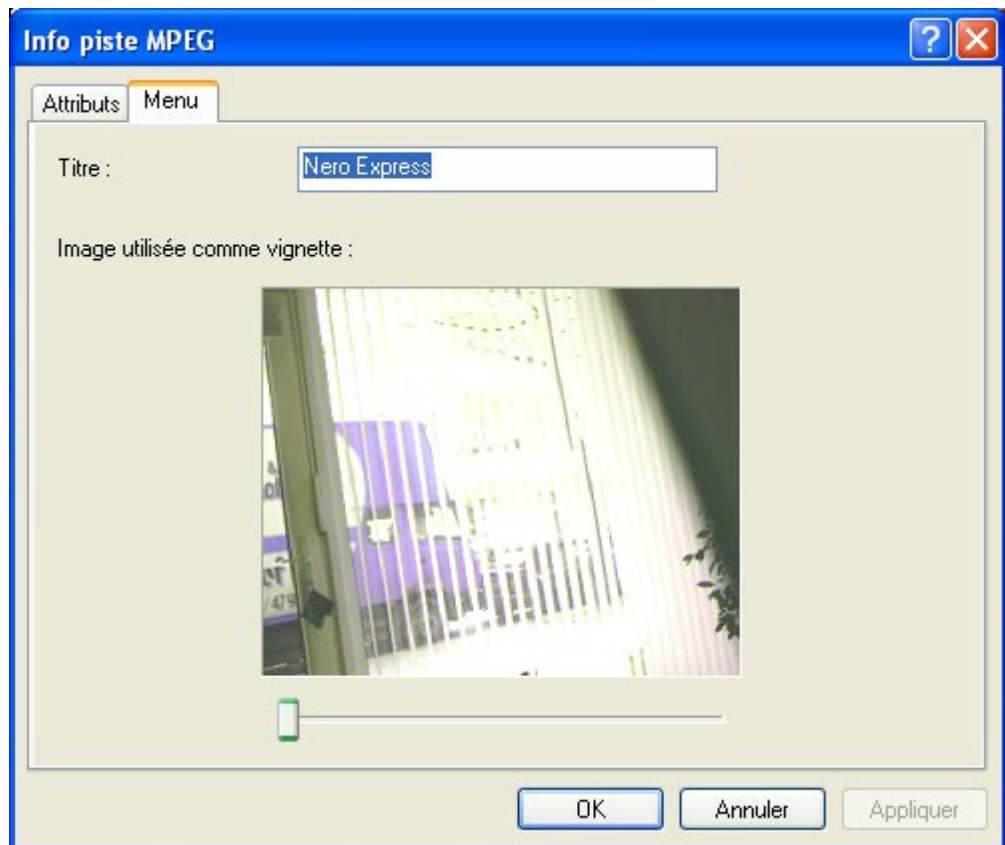 Info piste MPEG
Attributs Menu
Titre : Nero Express
Image utilisée comme vignette :
OK Annuler Appliquer